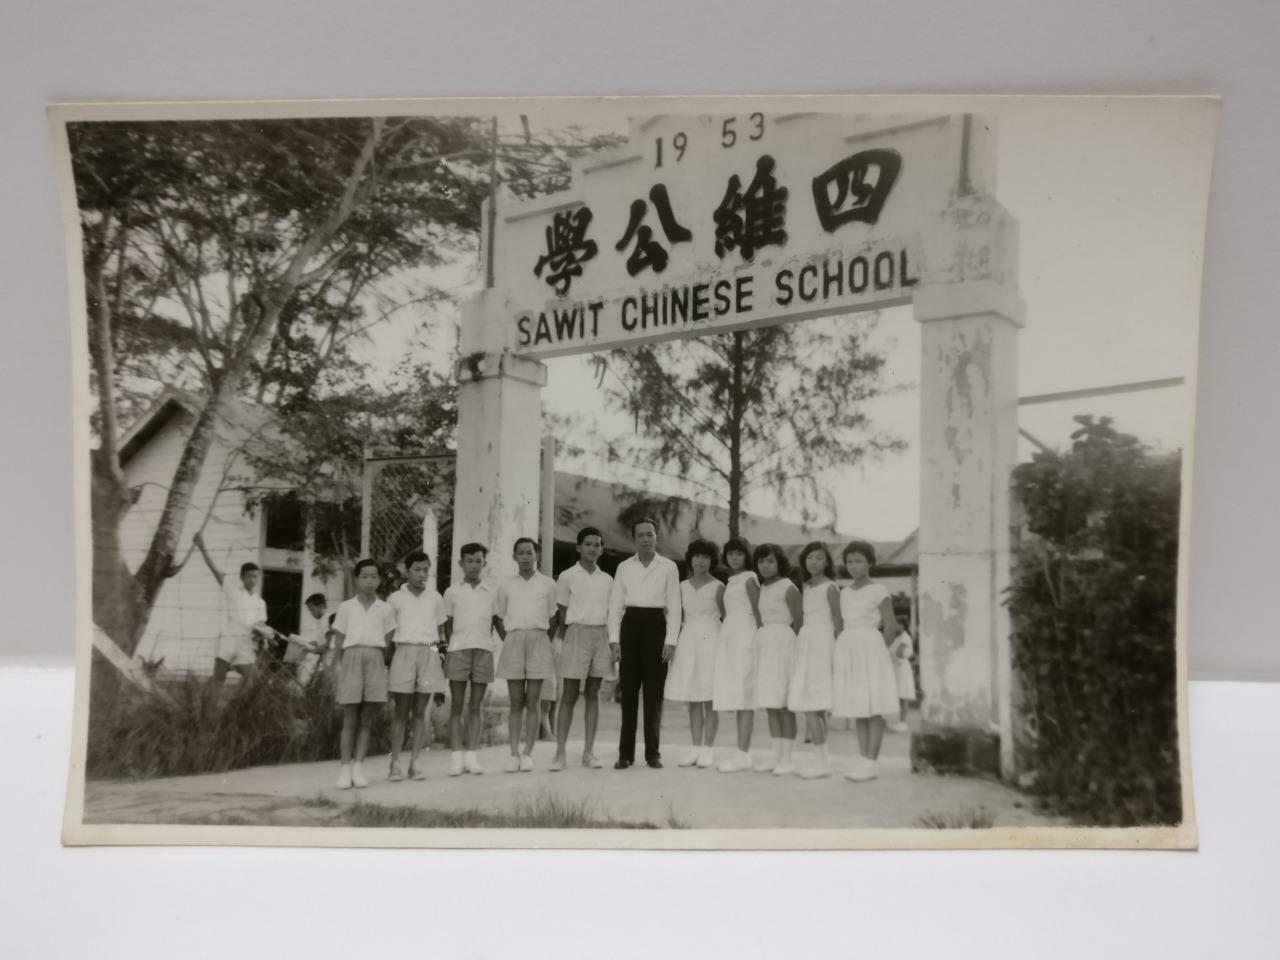 1953
四維公學
SAWIT CHINESE SCHOOL